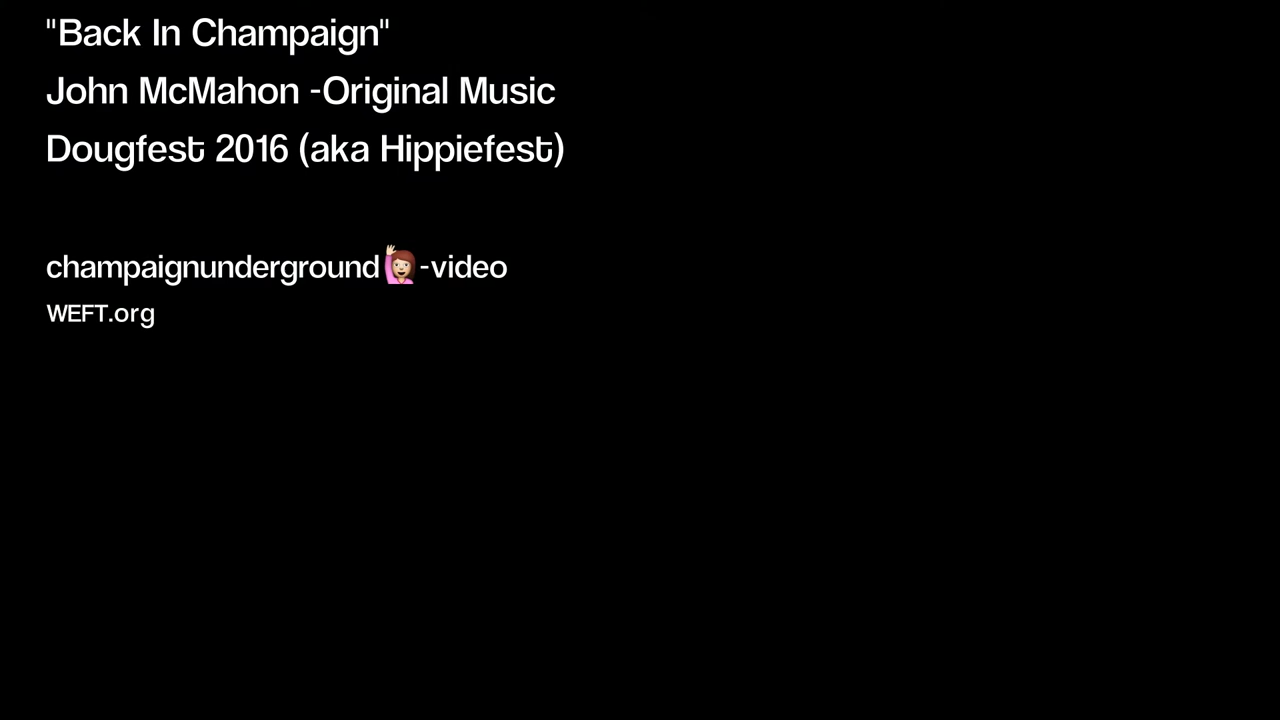 "Back In Champaign"
John McMahon -Original Music
Dougfest 2016 (aka Hippiefest)
champaignunderground🙋-video
WEFT.org